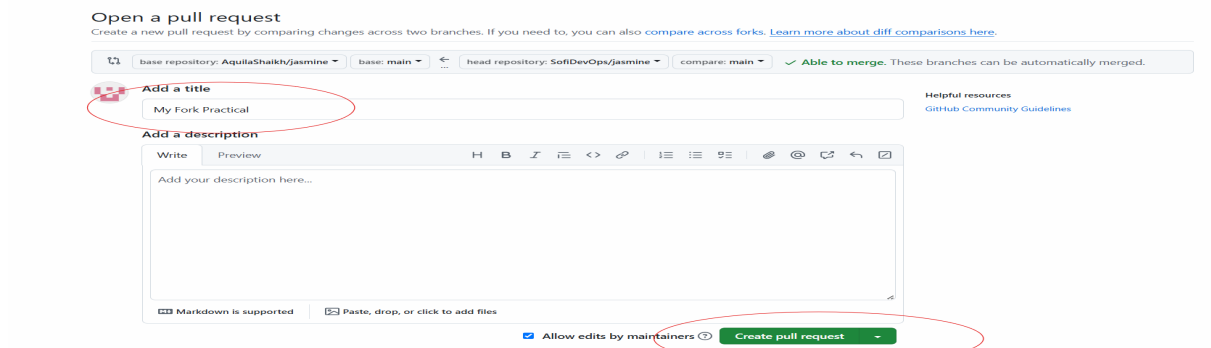 Open a pull request
Create a new pull request by comparing changes across two branches. If you need to, you can also compare across forks. Learn more about diff comparisons here.
base repository: AquilaShaikh/jasmine base: main ← ... head repository: SofiDevOps/jasmine compare: main ✓ Able to merge. These branches can be automatically merged.
Add a title
Helpful resources
My Fork Practical
GitHub Community Guidelines
Add a description
Write Preview
Add your description here...
Markdown is supported Paste, drop, or click to add files
Allow edits by maintainers Create pull request